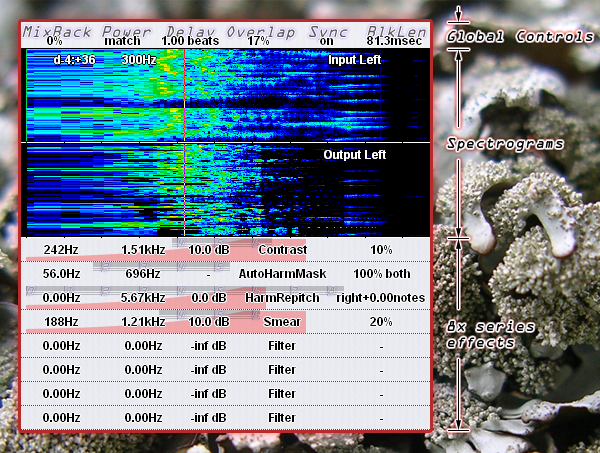 MixRack Power Delay Overlap Sync BlkLen
0% match 1.00 beats 17% on 81.3msec
Global Controls
d-4:+36 300Hz Input Left
Spectrograms
Output Left
242Hz 1.51kHz 10.0 dB Contrast 10%
56.0Hz 696Hz - AutoHarmMask 100% both
0.00Hz 5.67kHz 0.0 dB HarmRepitch right+0.00notes
188Hz 1.21kHz 10.0 dB Smear 20%
8x series
effects
0.00Hz 0.00Hz -inf dB Filter -
0.00Hz 0.00Hz -inf dB Filter -
0.00Hz 0.00Hz -inf dB Filter -
0.00Hz 0.00Hz -inf dB Filter -